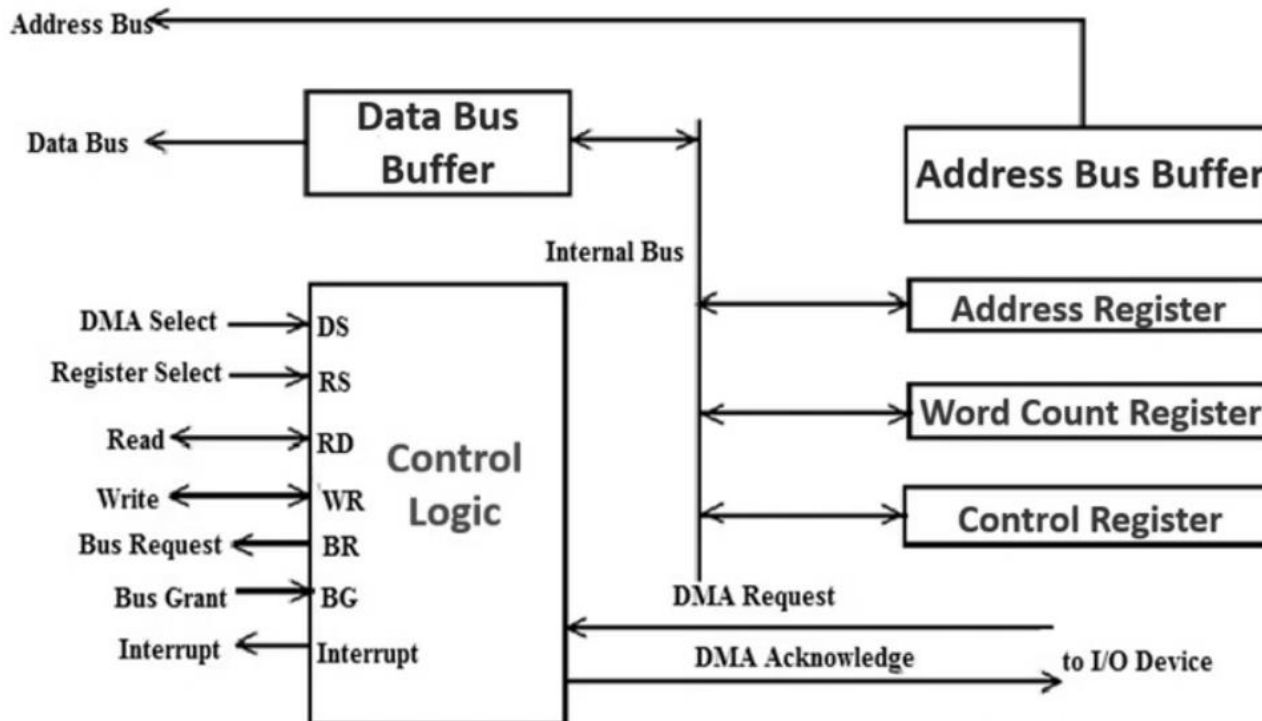 Address Bus
Data Bus
Buffer
Data Bus
Address Bus Buffer
Internal Bus
DMA Select
DS
Address Register
Register Select
RS
Read
RD
Word Count Register
Control
Logic
Write
WR
Control Register
Bus Request
BR
Bus Grant
BG
DMA Request
Interrupt
Interrupt
DMA Acknowledge
to I/O Device